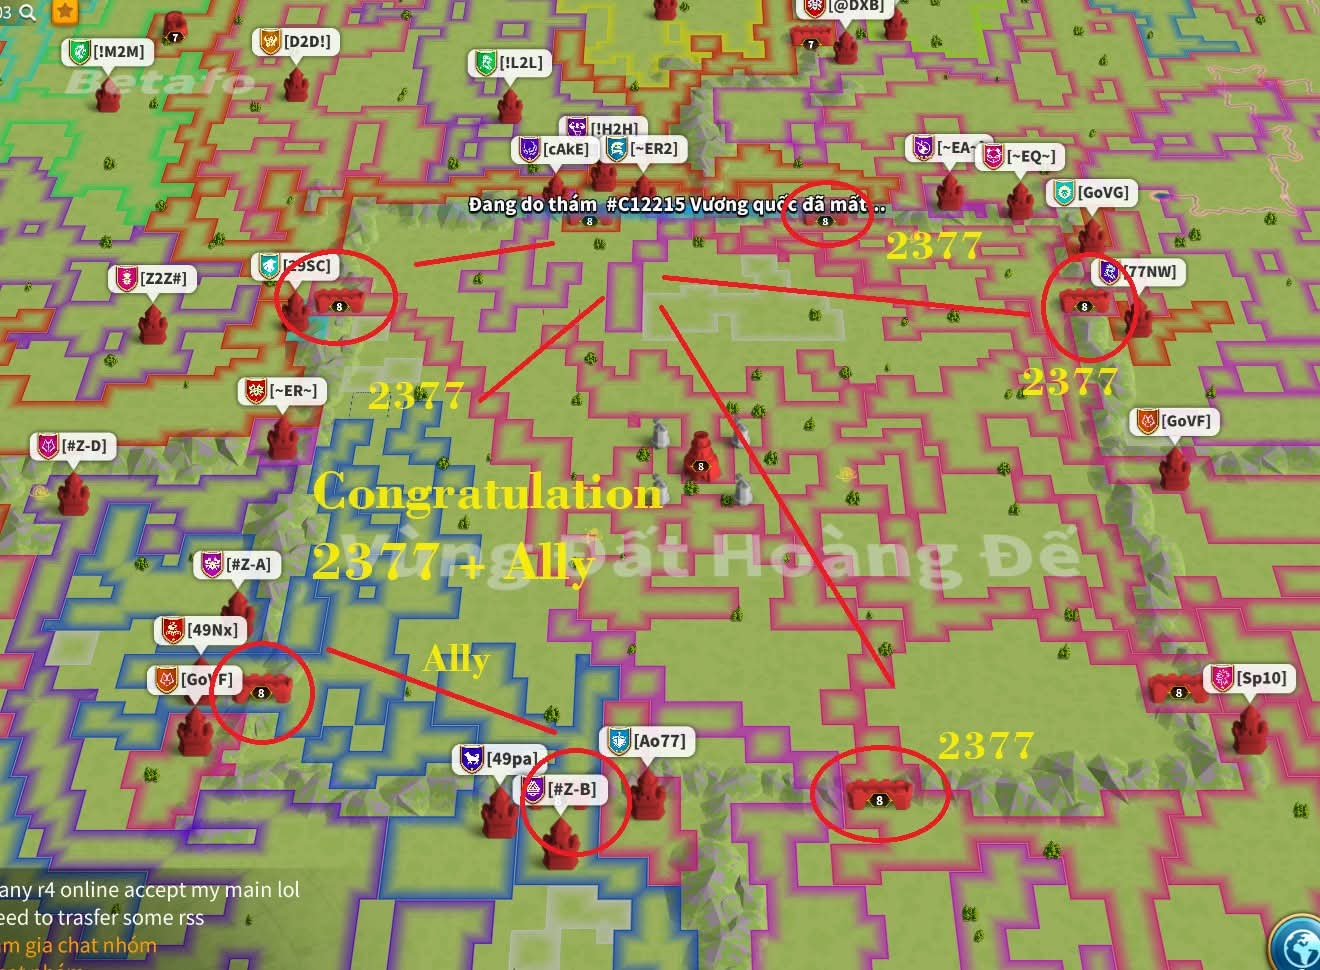 03
7
[@DXB]
[!M2M]
[D2D!]
7
[!L2L]
Betafo
[!H2H]
[cAkE]
[~ER2]
[~EA~
[~EQ~]
[GoVG]
Đang do thám #C12215 Vương quốc đã mất...
8
8
2377
[Z2Z#]
[29SC]
8
[77NW]
8
2377
2377
[~ER~]
[GoVF]
[#Z-D]
8
Congratulation
2377 + Ally
Vùng Đất Hoàng Đế
[#Z-A]
[49Nx]
Ally
[GoVF]
8
[Sp10]
8
[Ao77]
2377
[49pa]
[#Z-B]
8
8
any r4 online accept my main lol
eed to trasfer some rss
m gia chat nhóm